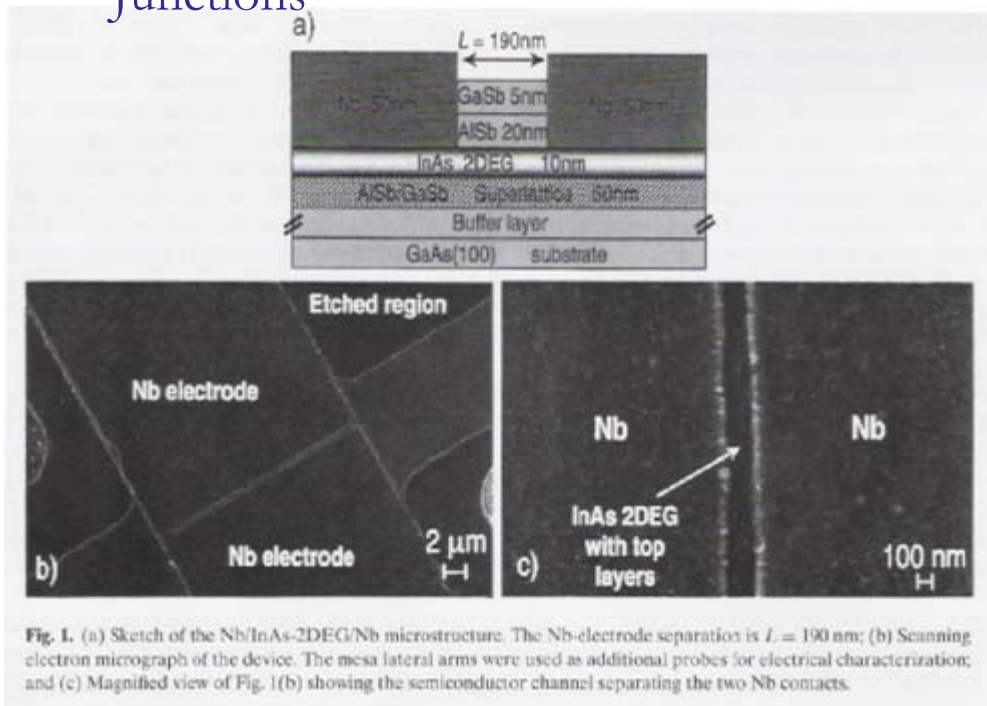 Junctions
a)
L = 190nm
Nb 50nm
GaSb 5nm
Nb 50nm
AlSb 20nm
InAs 2DEG 10nm
AlSb/GaSb Superlattice 50nm
Buffer layer
GaAs(100) substrate
Etched region
Nb electrode
Nb electrode
2 μm
b)
Nb
Nb
InAs 2DEG
with top
layers
100 nm
c)
Fig. 1. (a) Sketch of the Nb/InAs-2DEG/Nb microstructure. The Nb-electrode separation is L = 190 nm; (b) Scanning
electron micrograph of the device. The mesa lateral arms were used as additional probes for electrical characterization;
and (c) Magnified view of Fig. 1(b) showing the semiconductor channel separating the two Nb contacts.